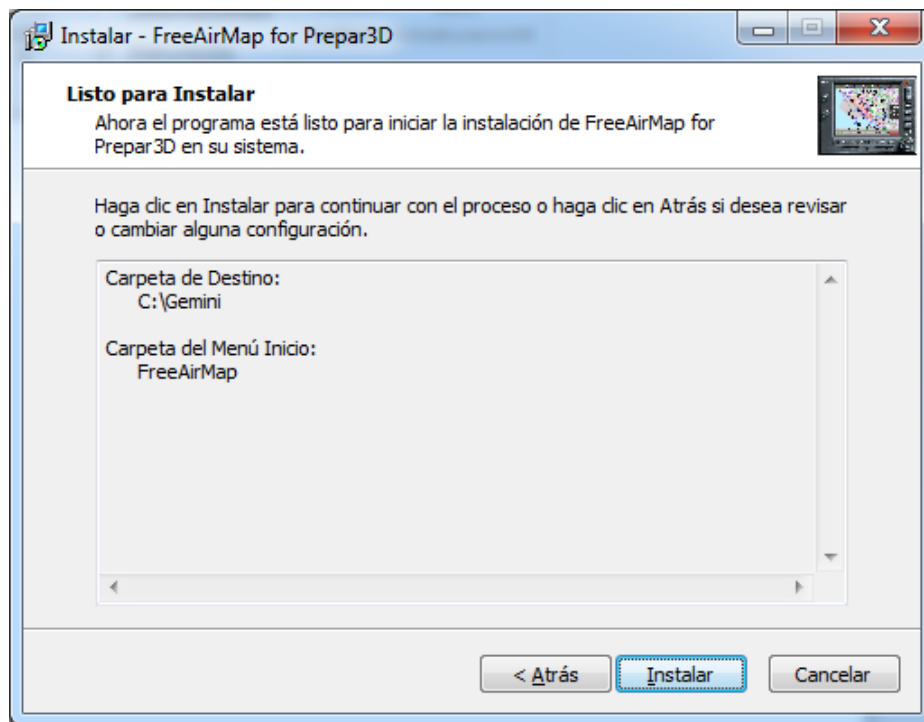 Instalar - FreeAirMap for Prepar3D
Listo para Instalar
Ahora el programa está listo para iniciar la instalación de FreeAirMap for
Prepar3D en su sistema.
Haga clic en Instalar para continuar con el proceso o haga clic en Atrás si desea revisar
o cambiar alguna configuración.
Carpeta de Destino:
C:\Gemini
Carpeta del Menú Inicio:
FreeAirMap
< Atrás
Instalar
Cancelar